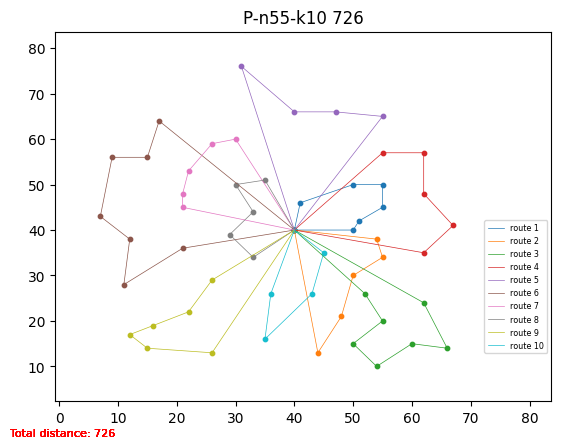 P-n55-k10 726
80
70
60
50
40
30
20
10
route 1
route 2
route 3
route 4
route 5
route 6
route 7
route 8
route 9
route 10
0 10 20 30 40 50 60 70 80
Total distance: 726